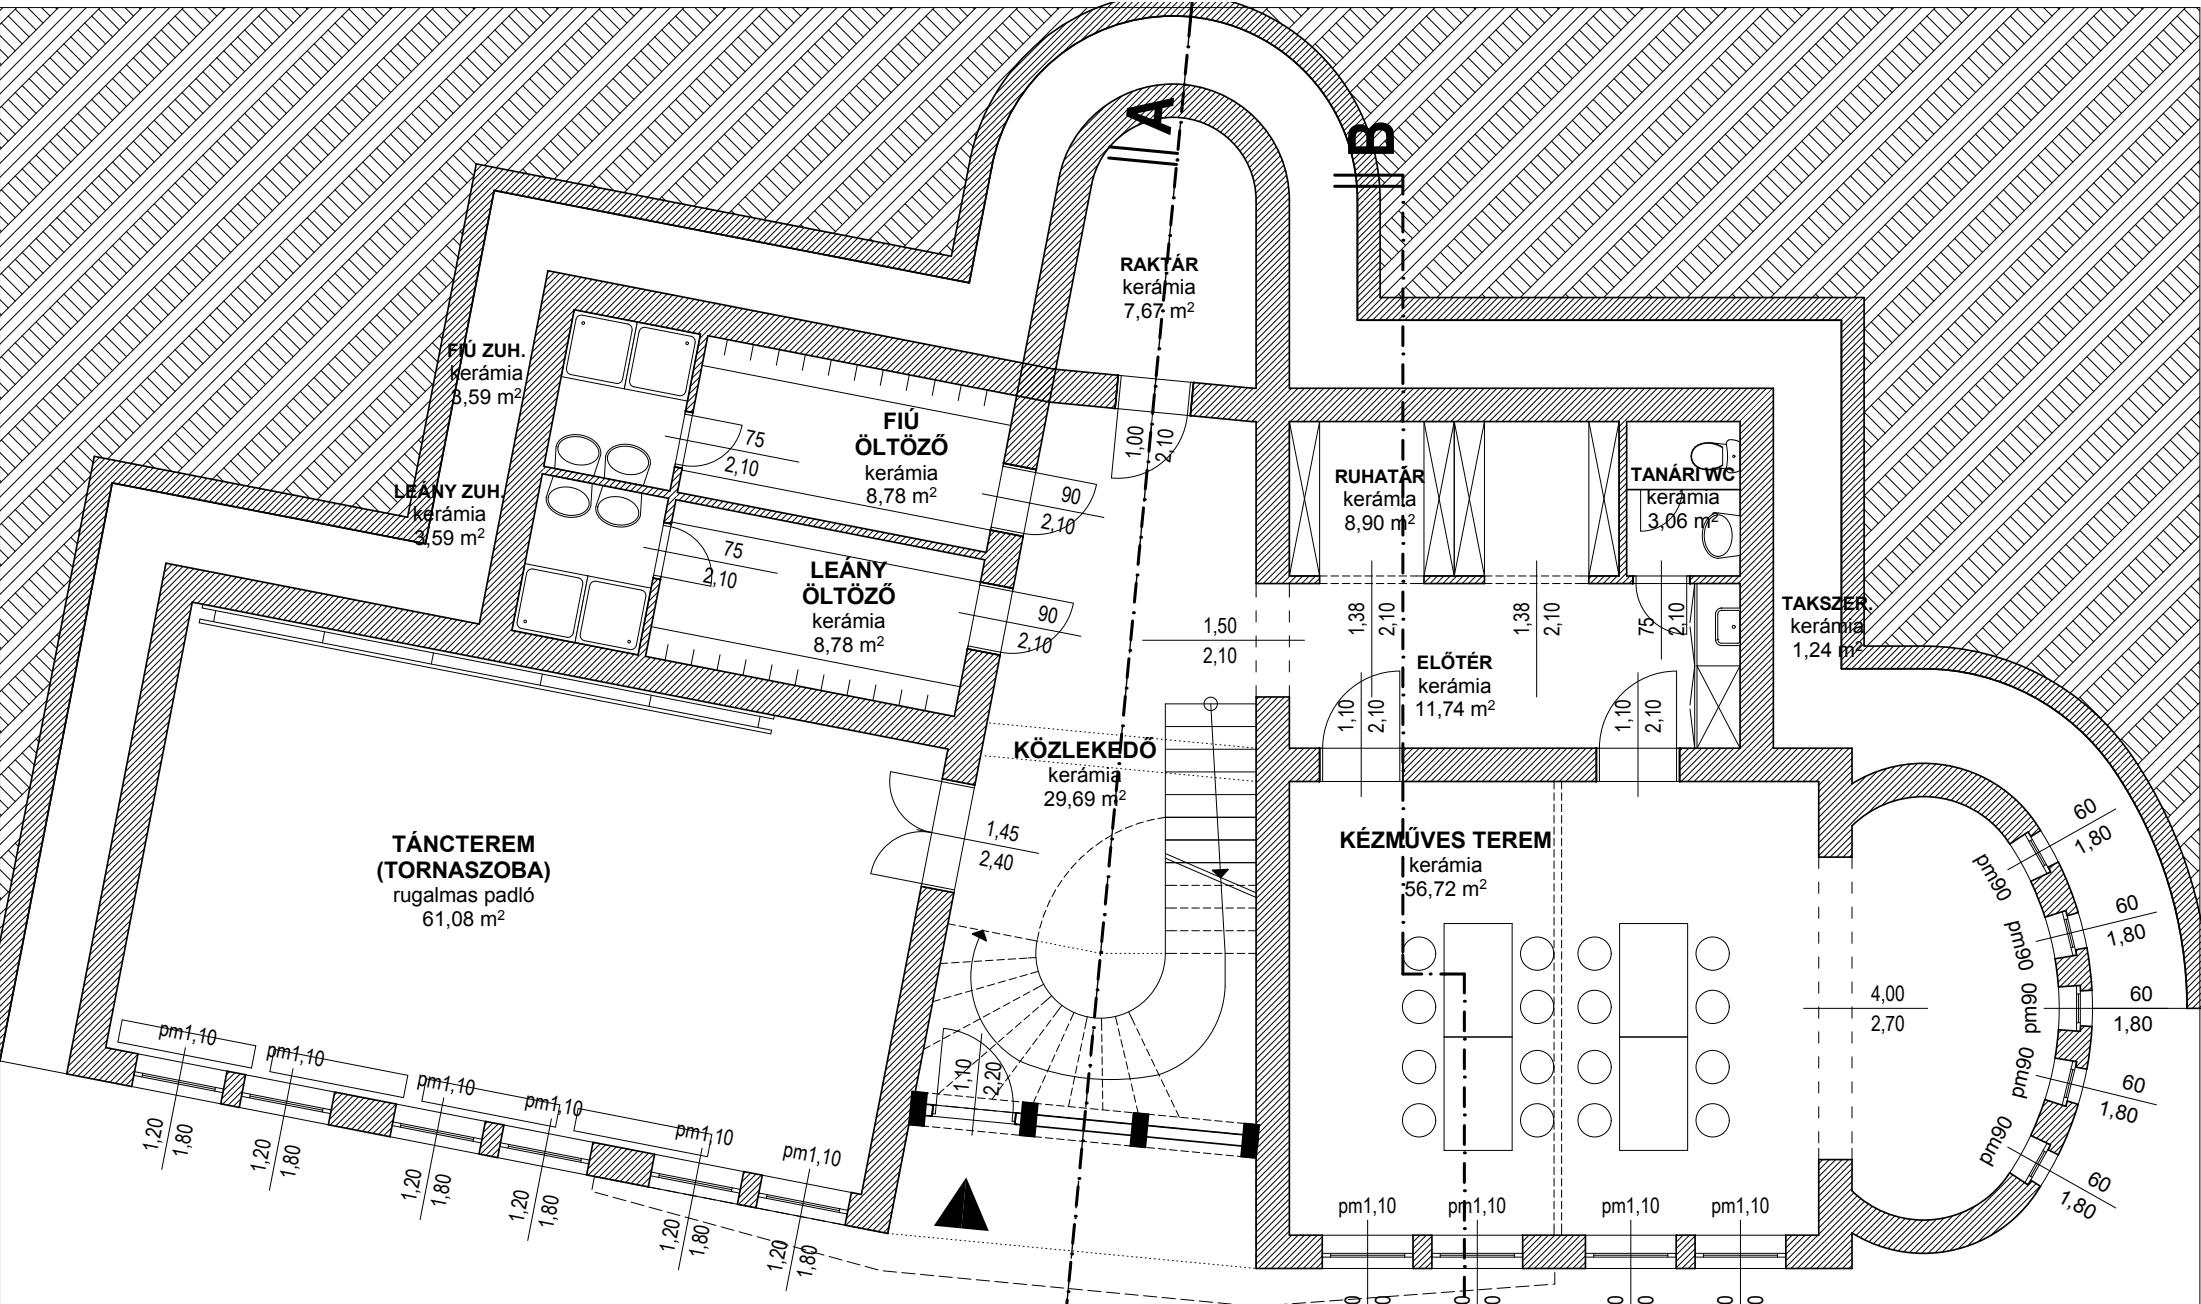 A
B
RAKTÁR
kerámia
7,67 m²
FIÚ ZUH.
kerámia
3,59 m²
LEÁNY ZUH.
kerámia
3,59 m²
75
2,10
FIÚ
ÖLTÖZŐ
kerámia
8,78 m²
90
2,10
1,00
2,10
75
2,10
LEÁNY
ÖLTÖZŐ
kerámia
8,78 m²
90
2,10
RUHATÁR
kerámia
8,90 m²
TANÁRI WC
kerámia
3,06 m²
1,50
2,10
1,38
2,10
1,38
2,10
75
2,10
TAKSZER.
kerámia
1,24 m²
ELŐTÉR
kerámia
11,74 m²
1,10
2,10
1,10
2,10
KÖZLEKEDŐ
kerámia
29,69 m²
1,45
2,40
TÁNCTEREM
(TORNASZOBA)
rugalmas padló
61,08 m²
KÉZMŰVES TEREM
kerámia
56,72 m²
4,00
2,70
60
1,80
pm90
60
1,80
pm90
60
1,80
pm90
60
1,80
pm90
60
1,80
pm90
1,10
2,20
pm1,10
pm1,10
pm1,10
pm1,10
pm1,10
pm1,10
1,20
1,80
1,20
1,80
1,20
1,80
1,20
1,80
1,20
1,80
1,20
1,80
pm1,10
pm1,10
pm1,10
pm1,10